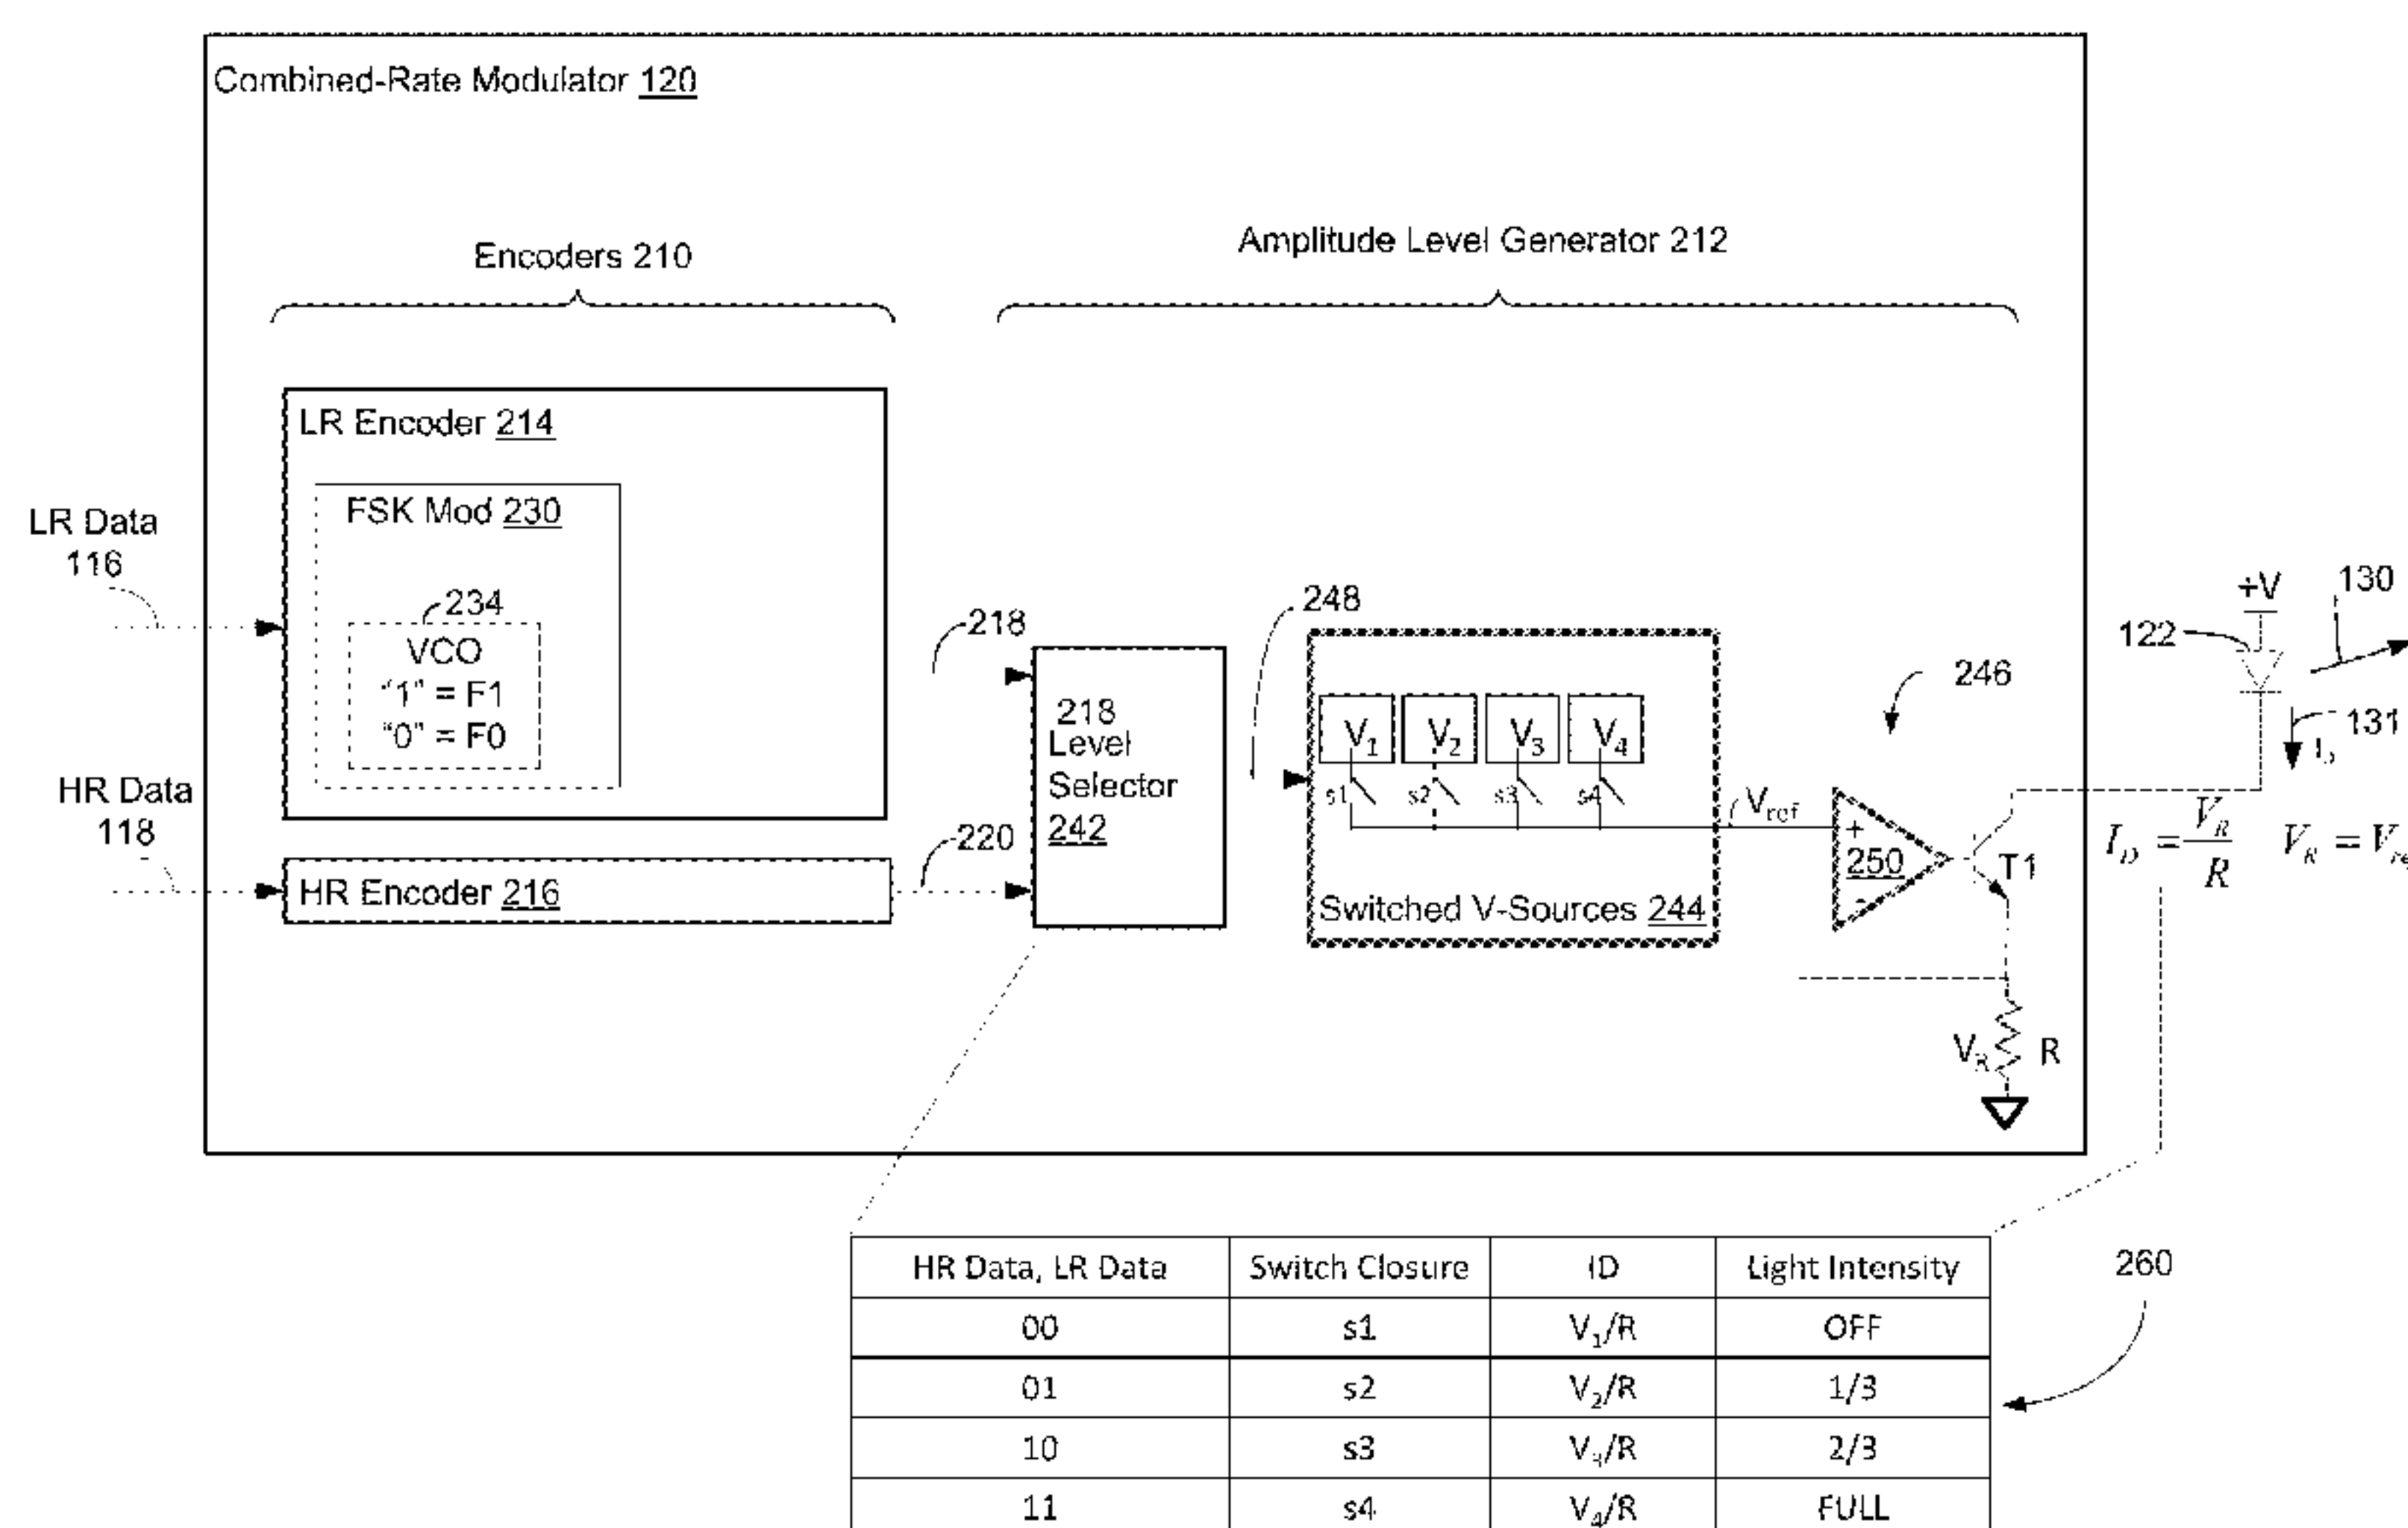 Combined-Rate Modulator 120
Encoders 210
Amplitude Level Generator 212
LR Encoder 214
FSK Mod 230
LR Data
116
234
VCO
"1" = F1
"0" = F0
HR Data
118
HR Encoder 216
218
220
218
Level
Selector
242
248
V1
V2
V3
V4
s1
s2
s3
s4
Switched V-Sources 244
Vref
246
+
250
-
T1
VR
R
+V
122
130
131
ID = VR/R
VR = Vre
HR Data, LR Data Switch Closure ID Light Intensity
00 s1 V1/R OFF
01 s2 V2/R 1/3
10 s3 V3/R 2/3
11 s4 V4/R FULL
260